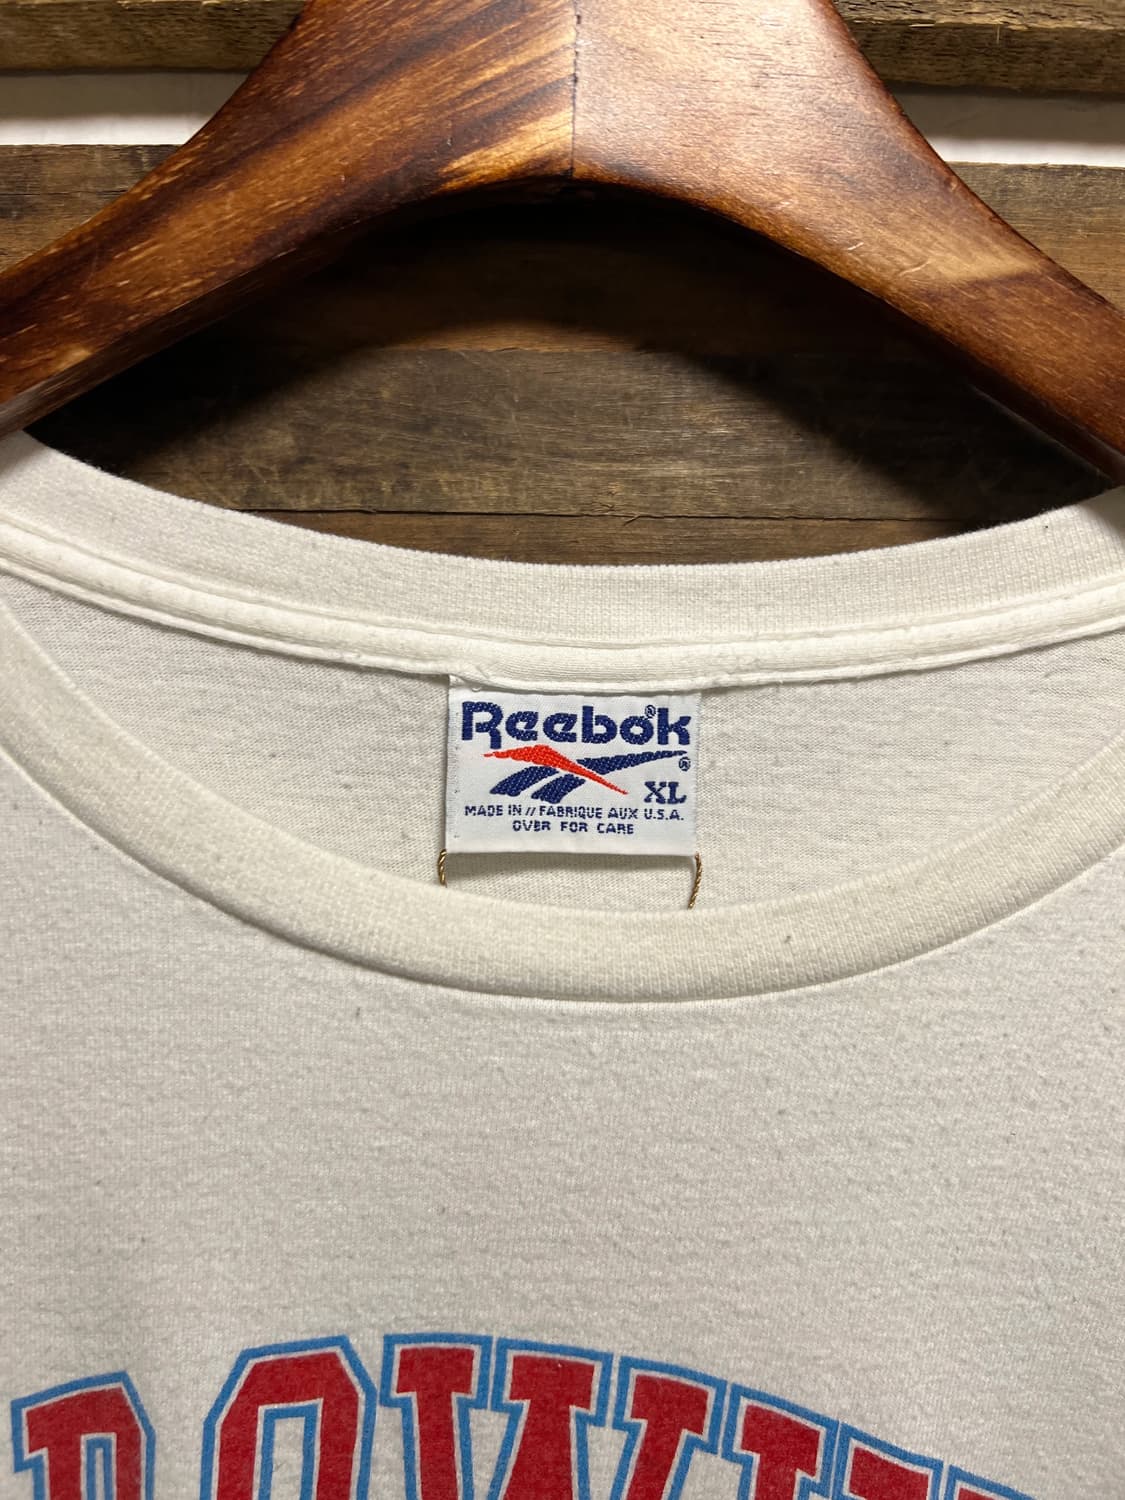 Reebok®
®
XL
MADE IN // FABRIQUE AUX U.S.A.
OVER FOR CARE